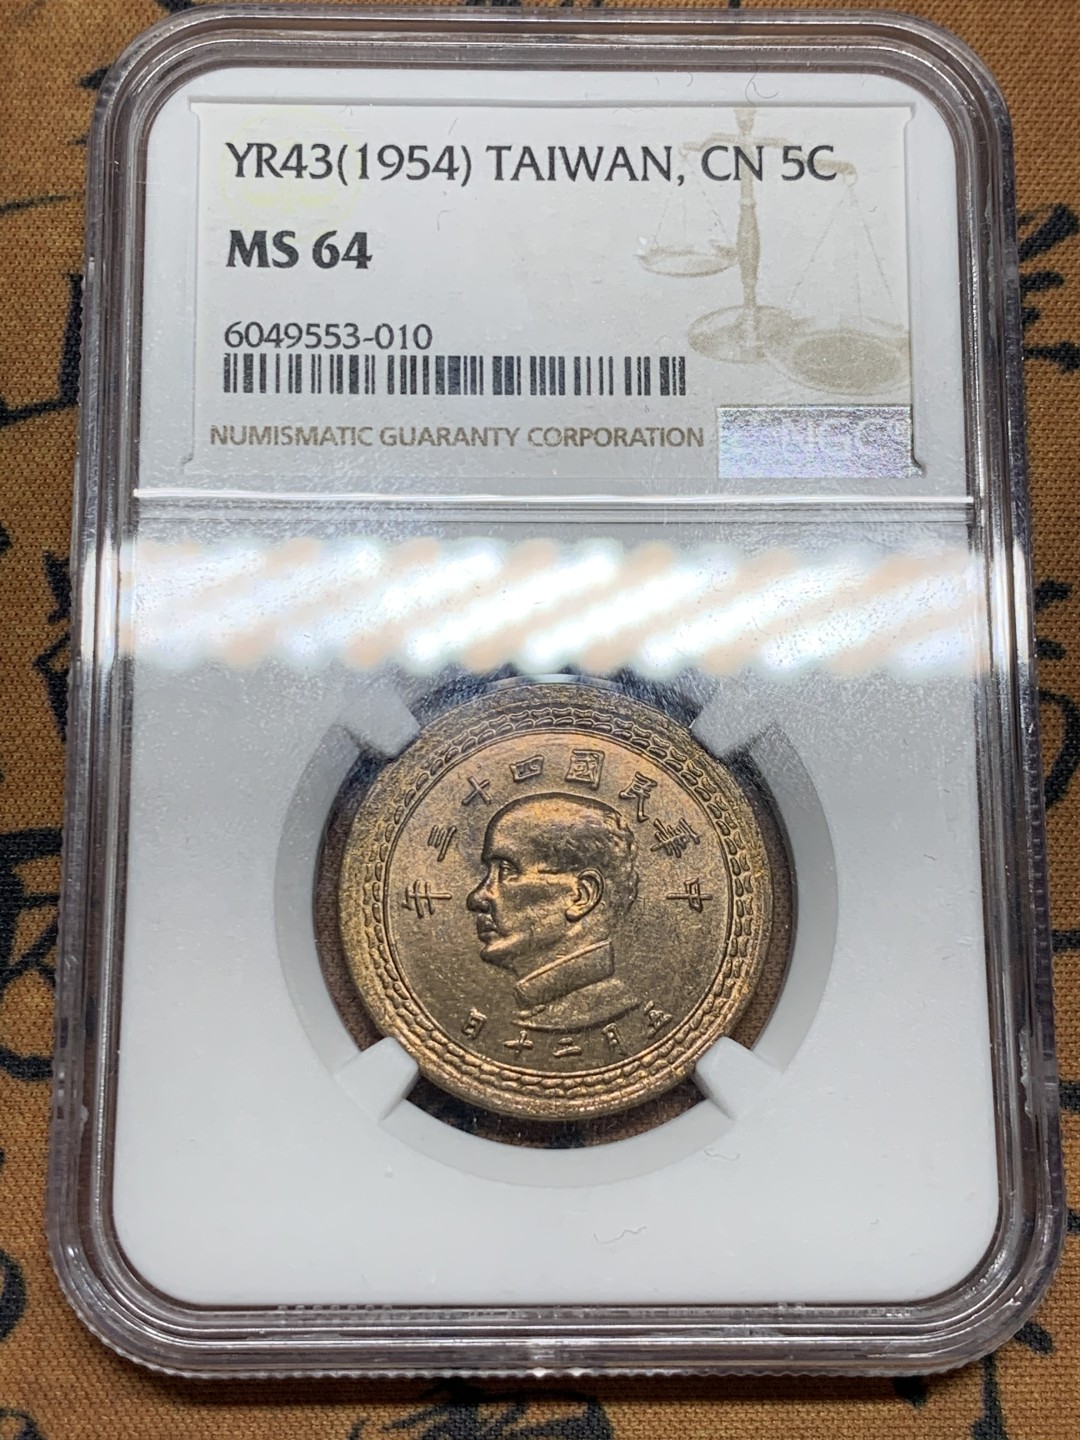 YR43(1954) TAIWAN, CN 5C
MS 64
6049553-010
NUMISMATIC GUARANTY CORPORATION
NGC
中華民國四十三年
五月二十日